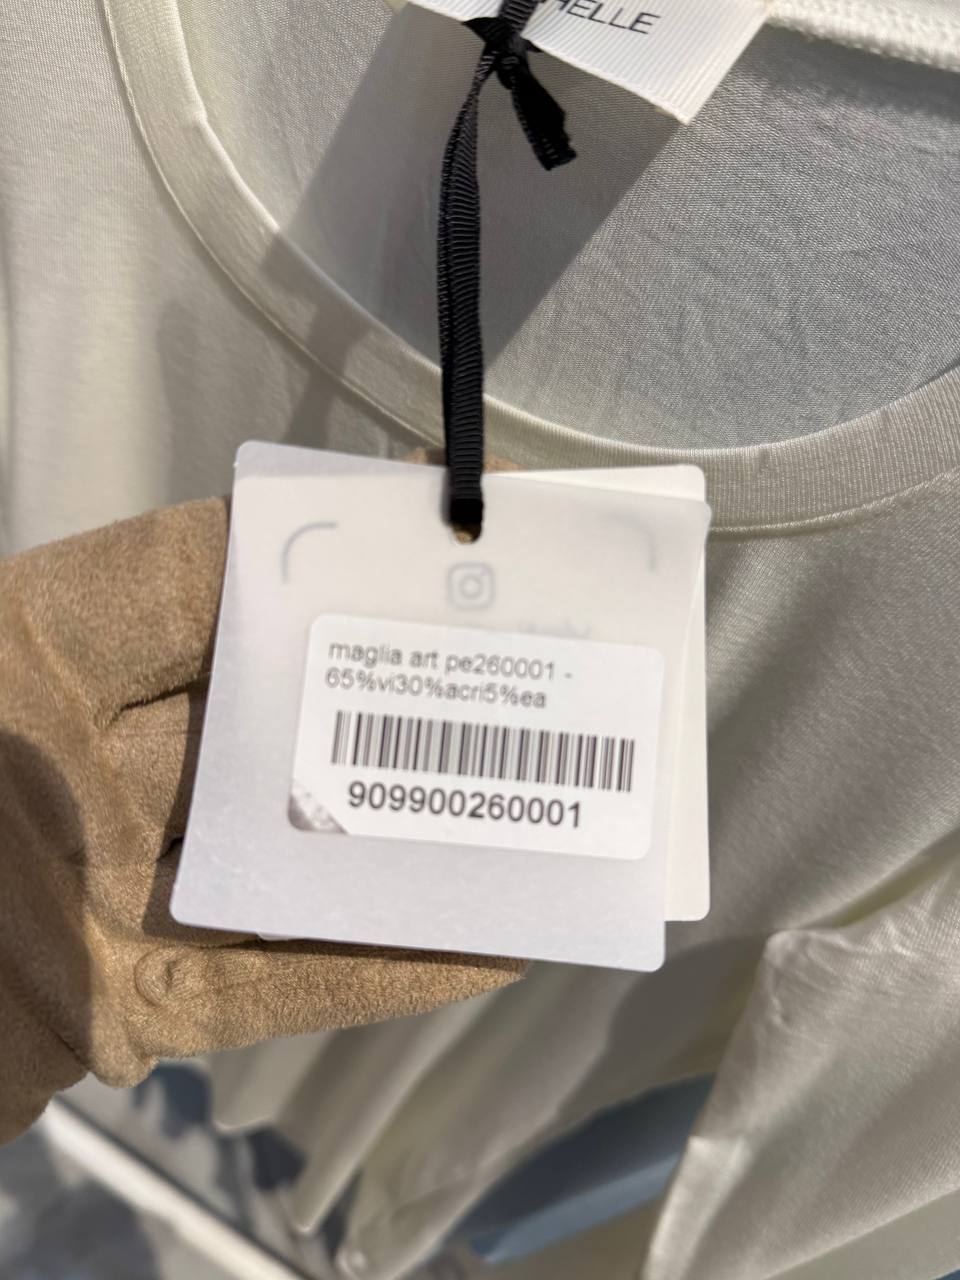 HELLE
maglia art pe260001 -
65%vi30%acri5%ea
909900260001